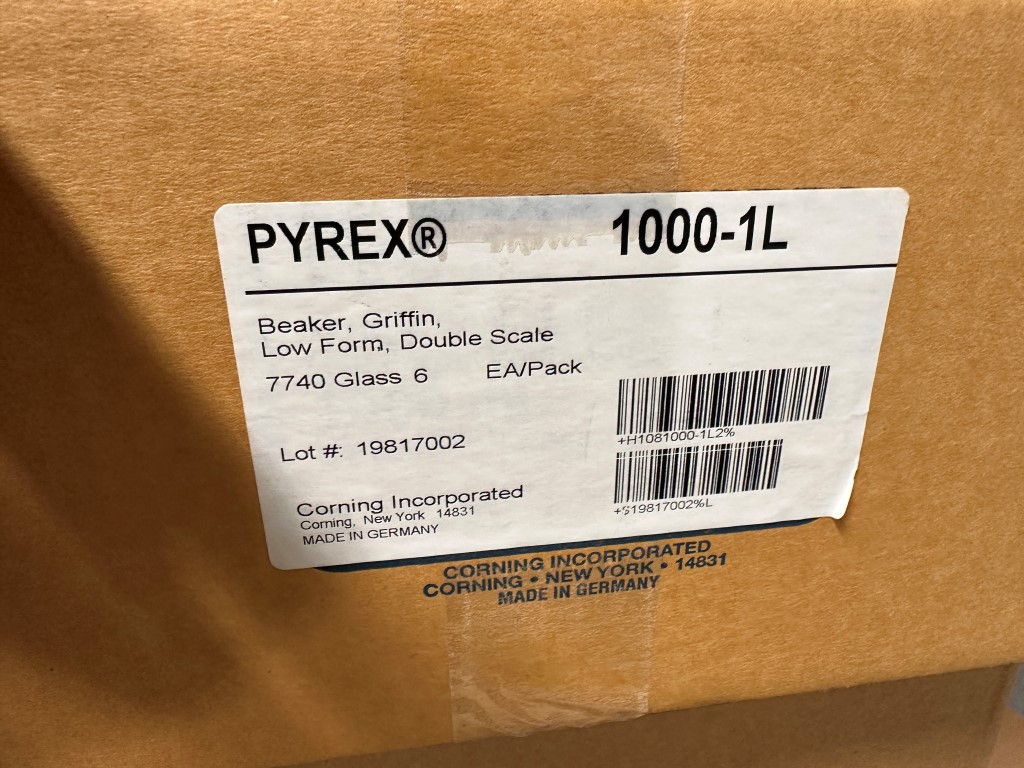 PYREX® 1000-1L
Beaker, Griffin,
Low Form, Double Scale
7740 Glass 6 EA/Pack
+H1081000-1L2%
Lot #: 19817002
+$19817002%L
Corning Incorporated
Corning, New York 14831
MADE IN GERMANY
CORNING INCORPORATED
CORNING • NEW YORK • 14831
MADE IN GERMANY